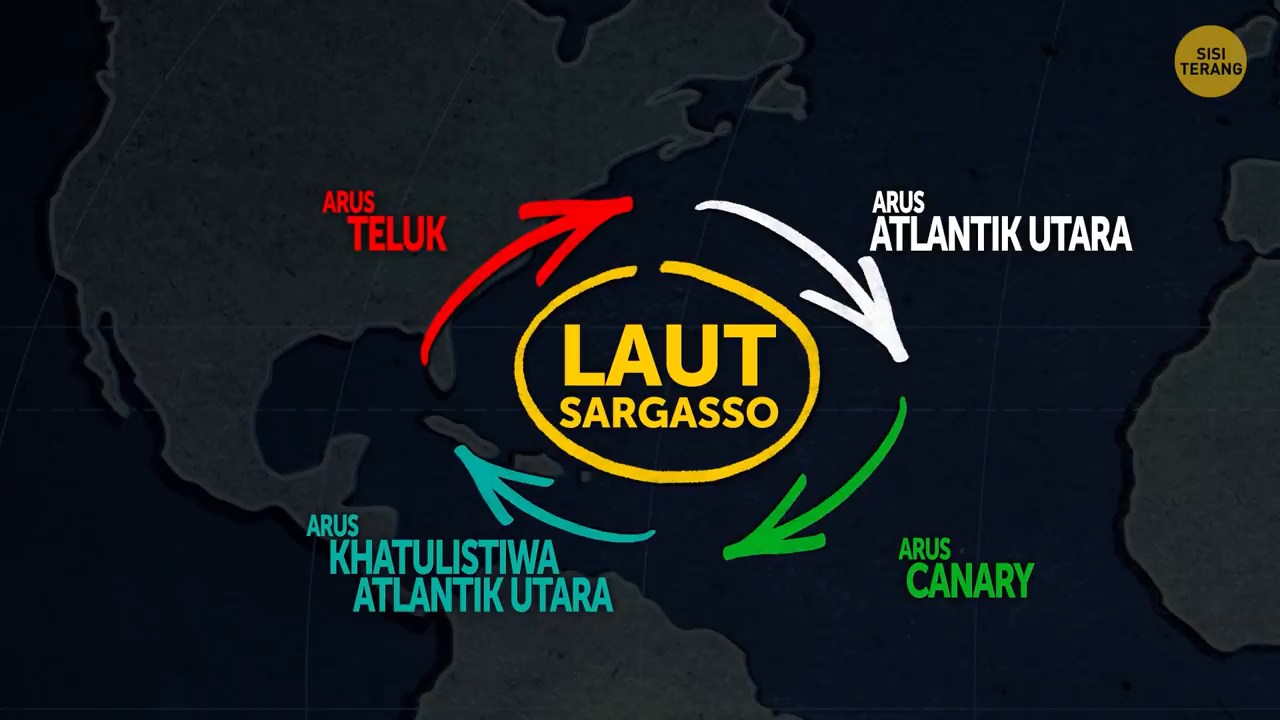 SISI
TERANG
ARUS
TELUK
ARUS
ATLANTIK UTARA
LAUT
SARGASSO
ARUS
KHATULISTIWA
ATLANTIK UTARA
ARUS
CANARY